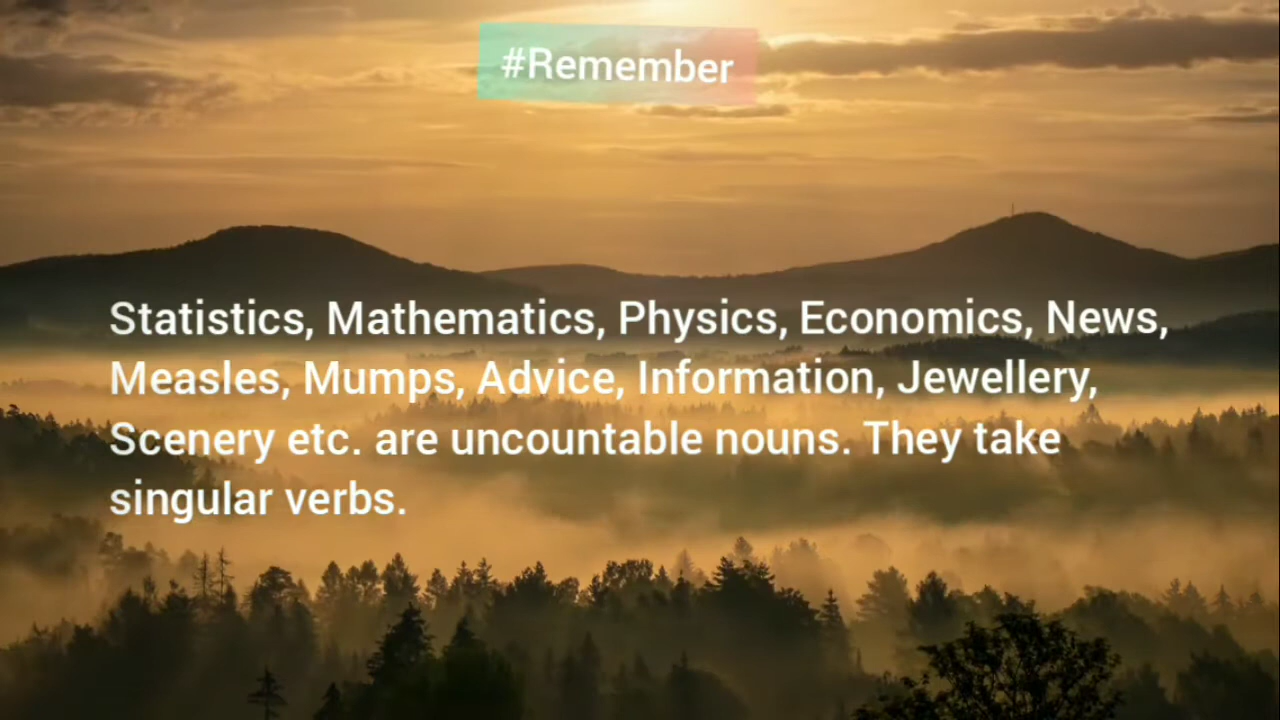 #Remember
Statistics, Mathematics, Physics, Economics, News,
Measles, Mumps, Advice, Information, Jewellery,
Scenery etc. are uncountable nouns. They take
singular verbs.